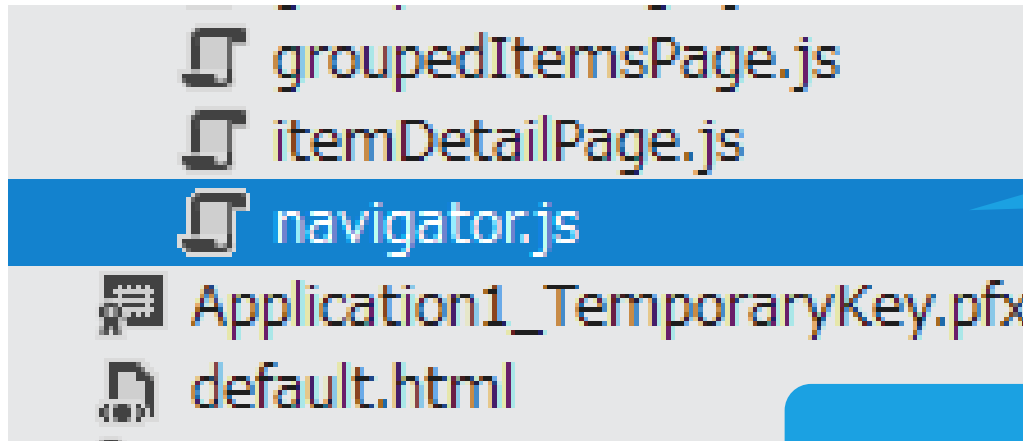 groupedItemsPage.js
itemDetailPage.js
navigator.js
Application1_TemporaryKey.pfx
default.html